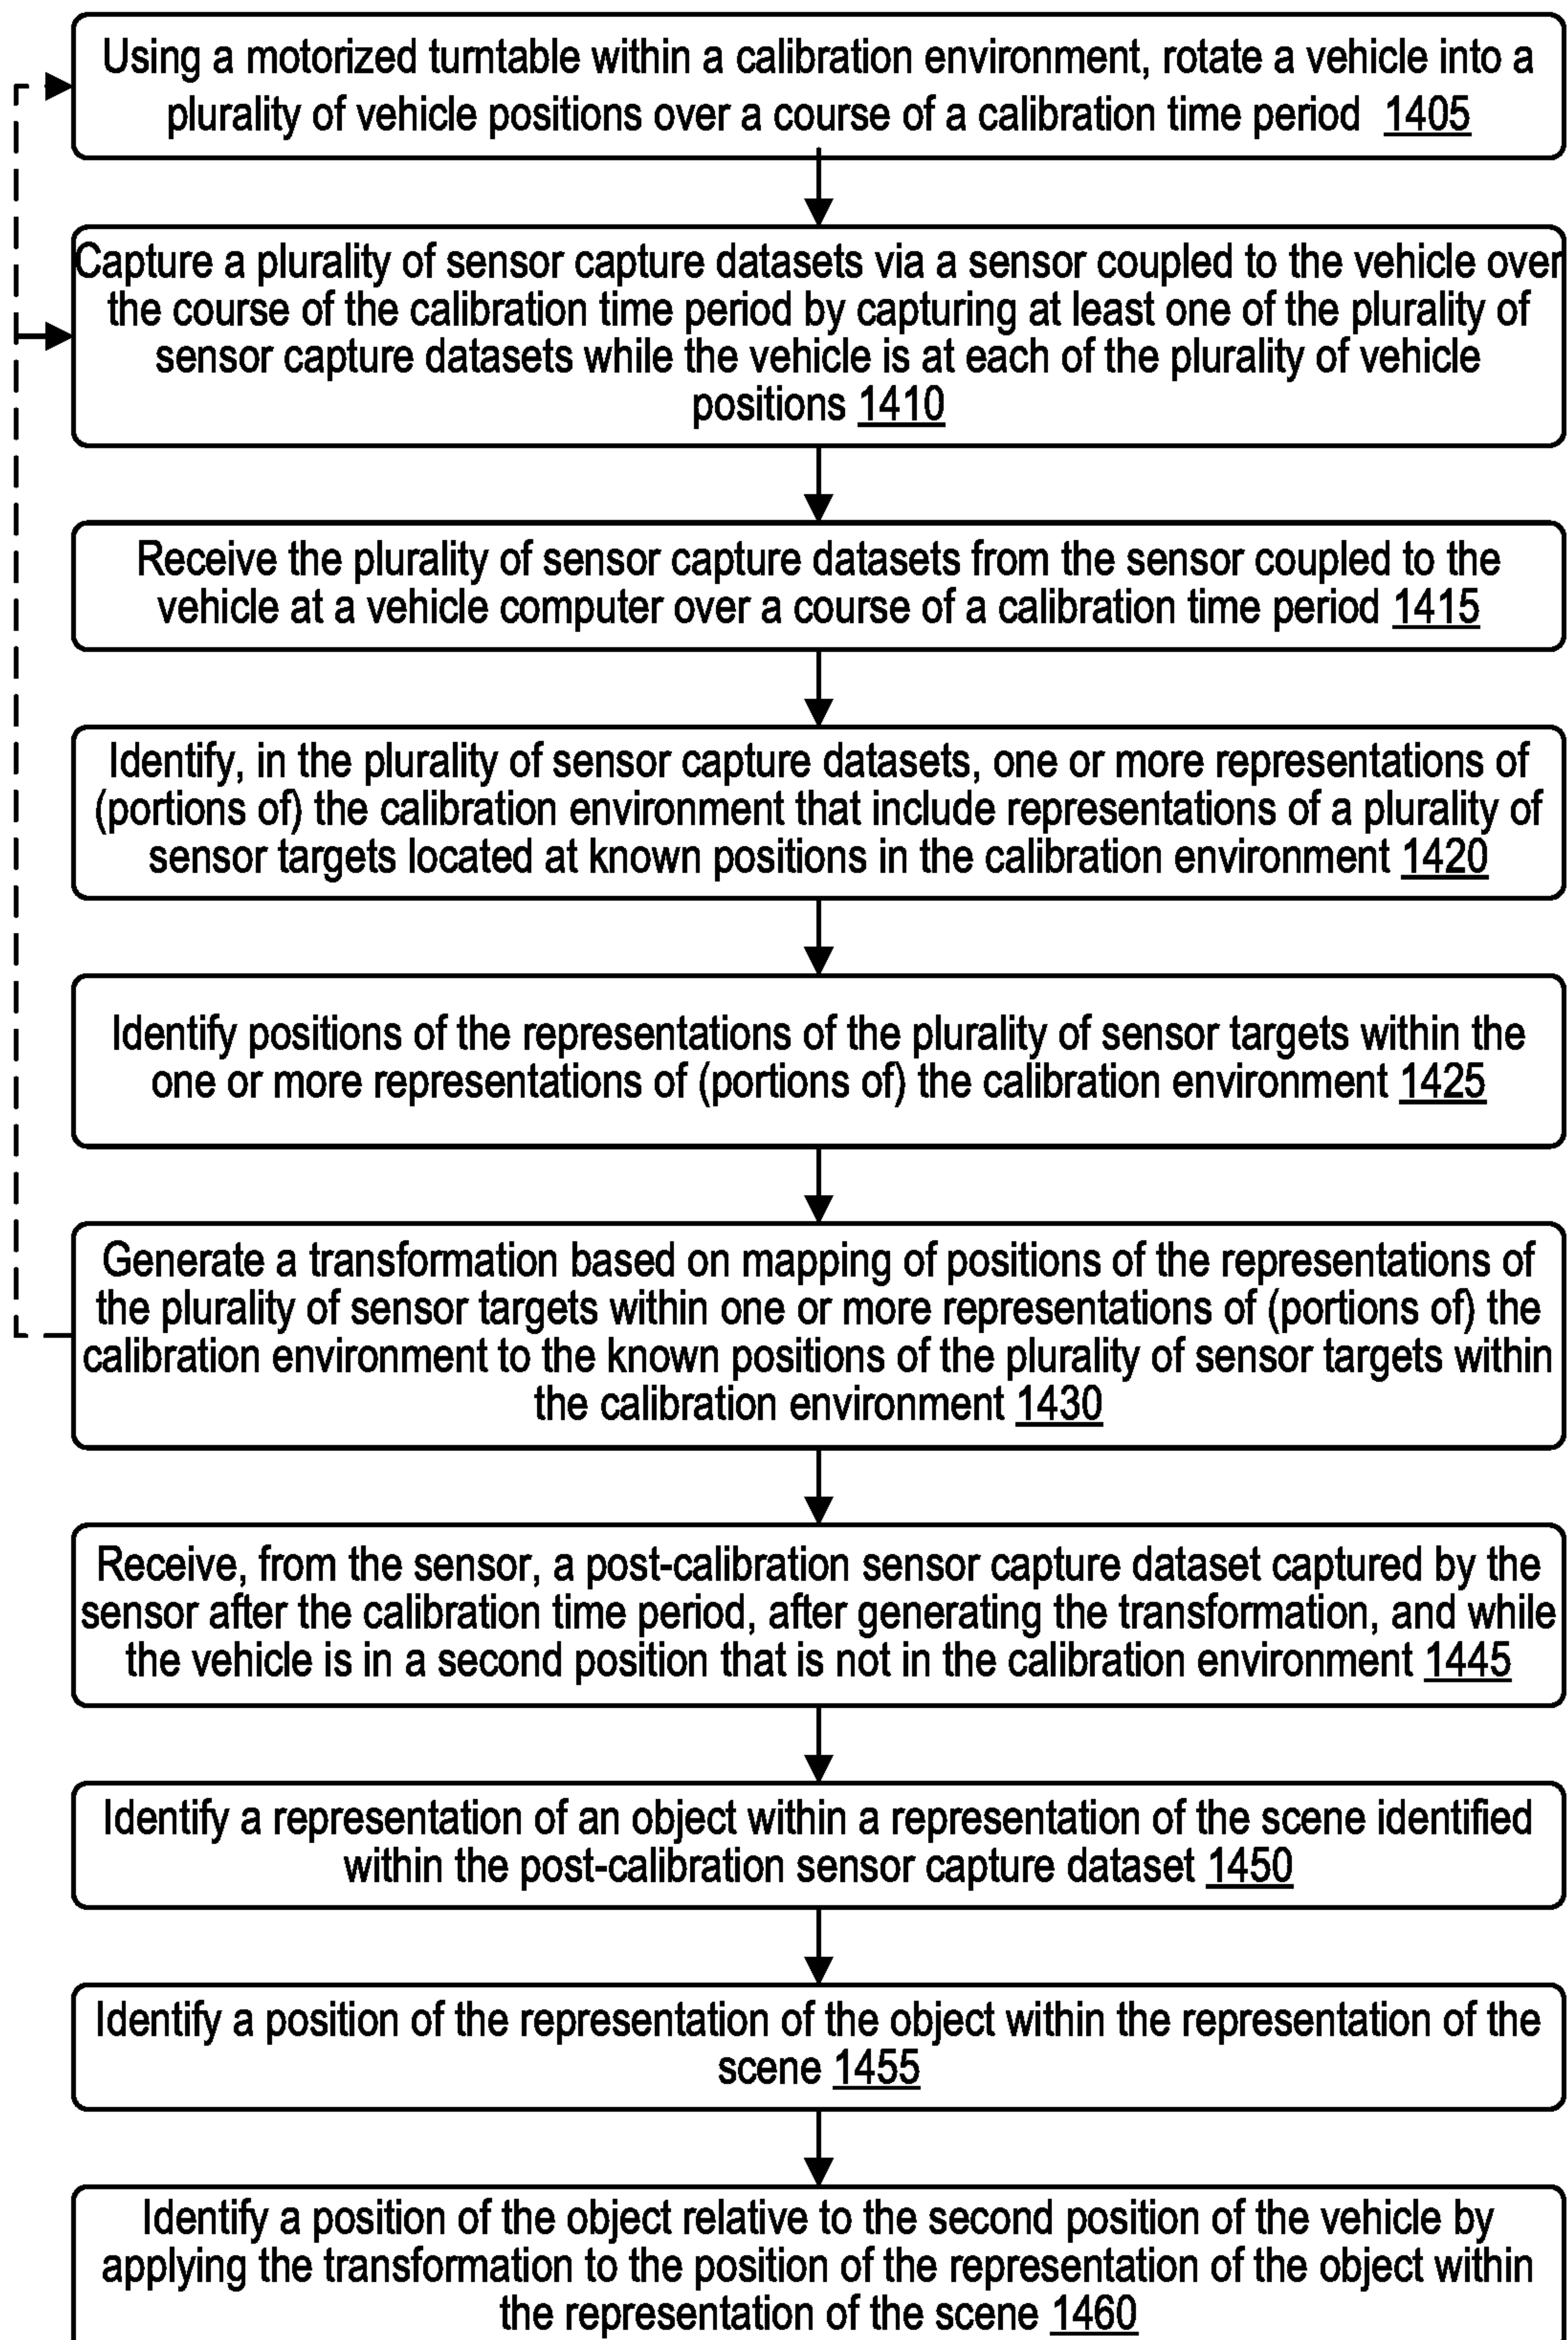 Using a motorized turntable within a calibration environment, rotate a vehicle into a
plurality of vehicle positions over a course of a calibration time period 1405
Capture a plurality of sensor capture datasets via a sensor coupled to the vehicle over
the course of the calibration time period by capturing at least one of the plurality of
sensor capture datasets while the vehicle is at each of the plurality of vehicle
positions 1410
Receive the plurality of sensor capture datasets from the sensor coupled to the
vehicle at a vehicle computer over a course of a calibration time period 1415
Identify, in the plurality of sensor capture datasets, one or more representations of
(portions of) the calibration environment that include representations of a plurality of
sensor targets located at known positions in the calibration environment 1420
Identify positions of the representations of the plurality of sensor targets within the
one or more representations of (portions of) the calibration environment 1425
Generate a transformation based on mapping of positions of the representations of
the plurality of sensor targets within one or more representations of (portions of) the
calibration environment to the known positions of the plurality of sensor targets within
the calibration environment 1430
Receive, from the sensor, a post-calibration sensor capture dataset captured by the
sensor after the calibration time period, after generating the transformation, and while
the vehicle is in a second position that is not in the calibration environment 1445
Identify a representation of an object within a representation of the scene identified
within the post-calibration sensor capture dataset 1450
Identify a position of the representation of the object within the representation of the
scene 1455
Identify a position of the object relative to the second position of the vehicle by
applying the transformation to the position of the representation of the object within
the representation of the scene 1460